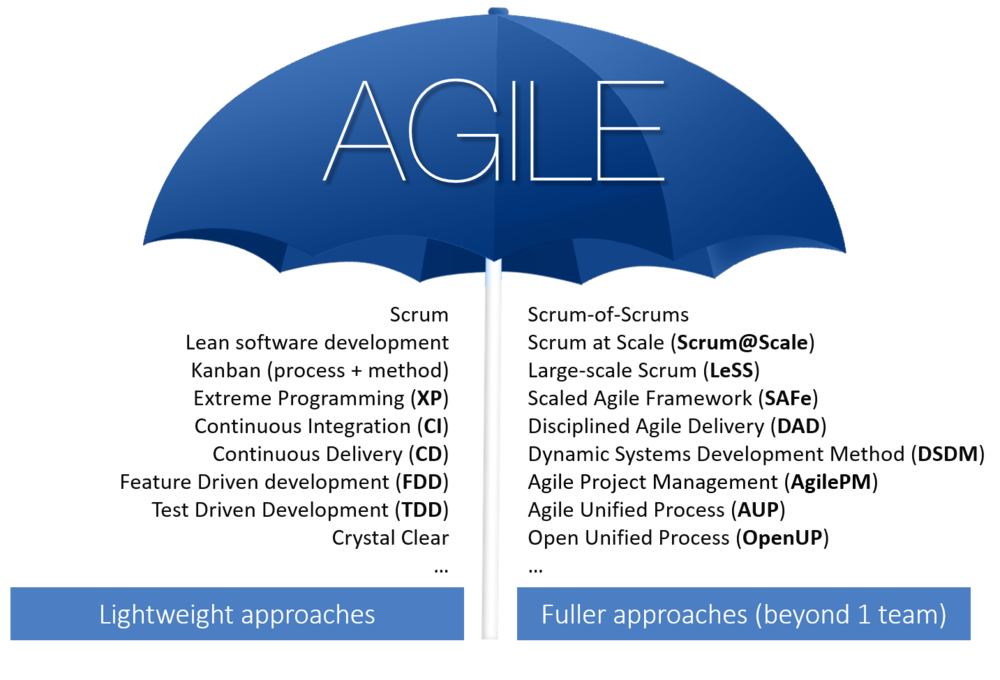 AGILE
Scrum
Lean software development
Kanban (process + method)
Extreme Programming (XP)
Continuous Integration (CI)
Continuous Delivery (CD)
Feature Driven development (FDD)
Test Driven Development (TDD)
Crystal Clear
...
Lightweight approaches
Scrum-of-Scrums
Scrum at Scale (Scrum@Scale)
Large-scale Scrum (LeSS)
Scaled Agile Framework (SAFe)
Disciplined Agile Delivery (DAD)
Dynamic Systems Development Method (DSDM)
Agile Project Management (AgilePM)
Agile Unified Process (AUP)
Open Unified Process (OpenUP)
...
Fuller approaches (beyond 1 team)